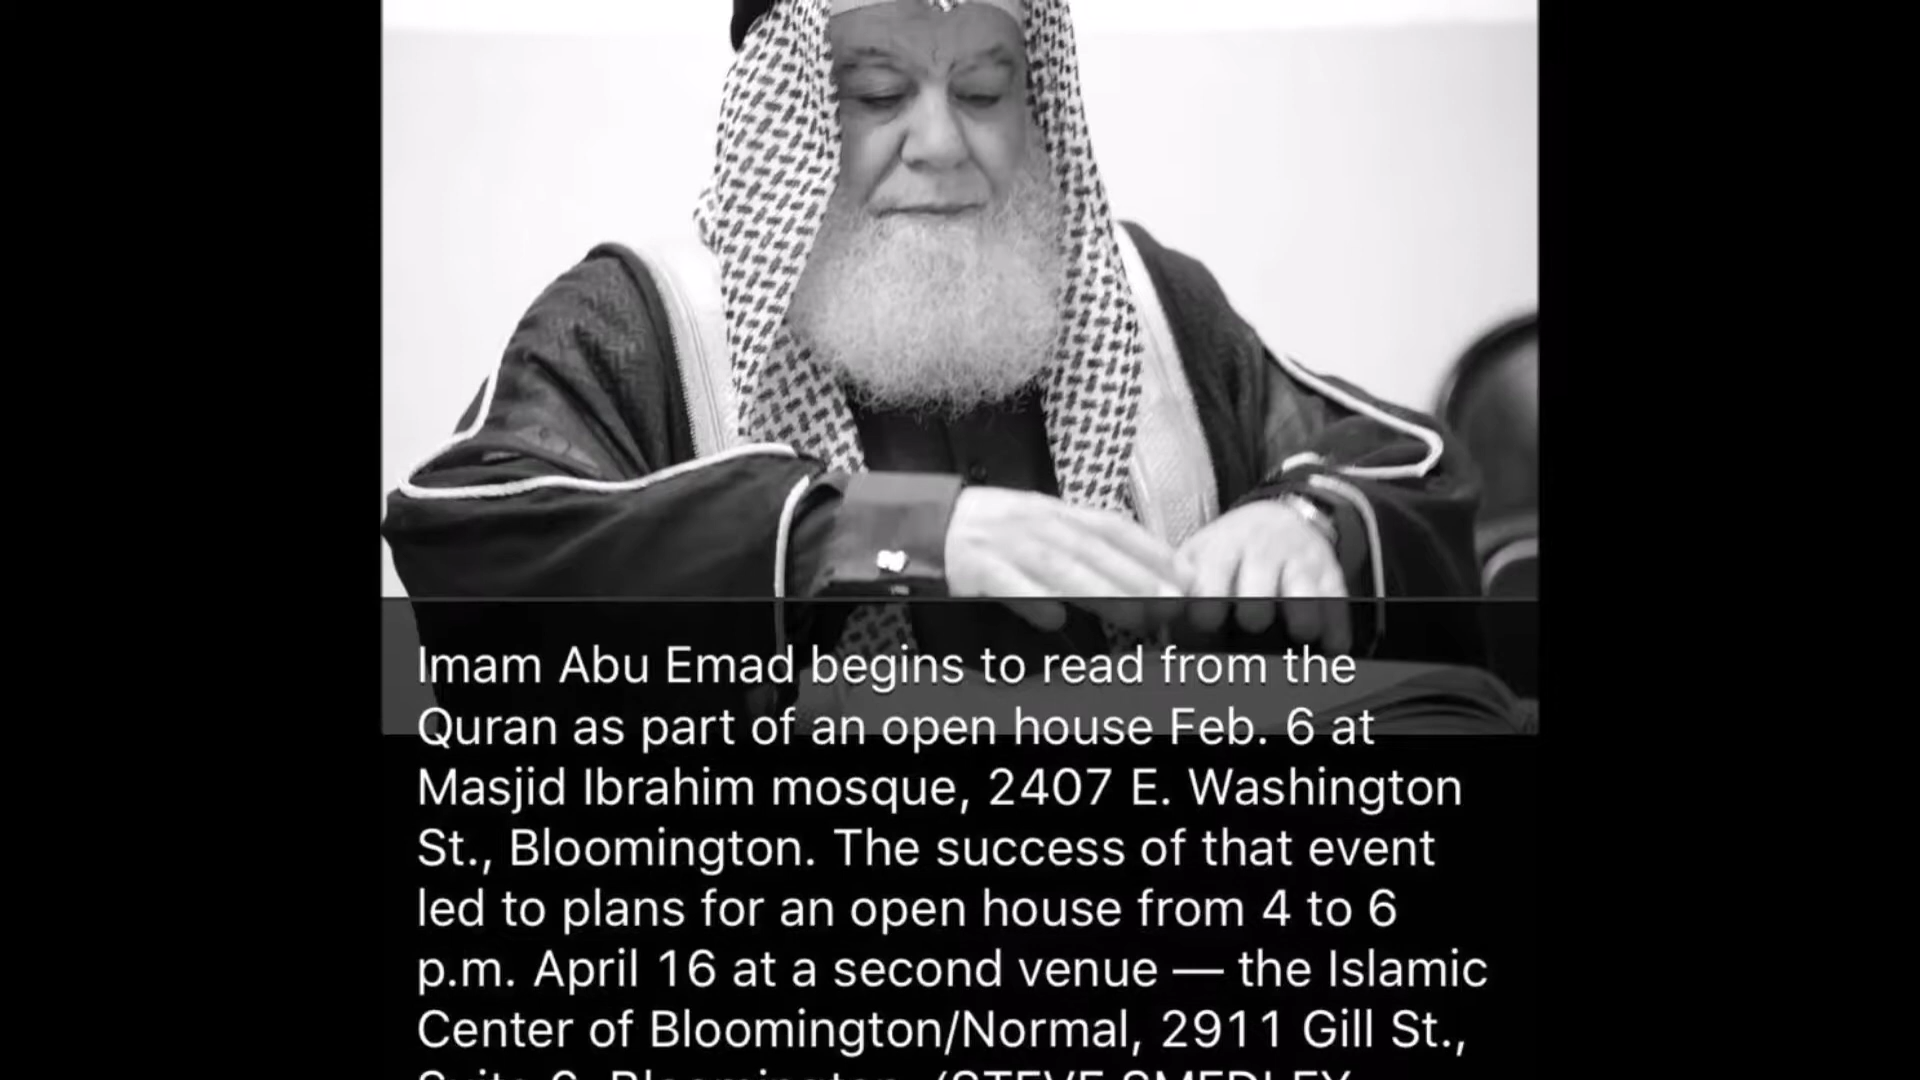 Imam Abu Emad begins to read from the
Quran as part of an open house Feb. 6 at
Masjid Ibrahim mosque, 2407 E. Washington
St., Bloomington. The success of that event
led to plans for an open house from 4 to 6
p.m. April 16 at a second venue — the Islamic
Center of Bloomington/Normal, 2911 Gill St.,